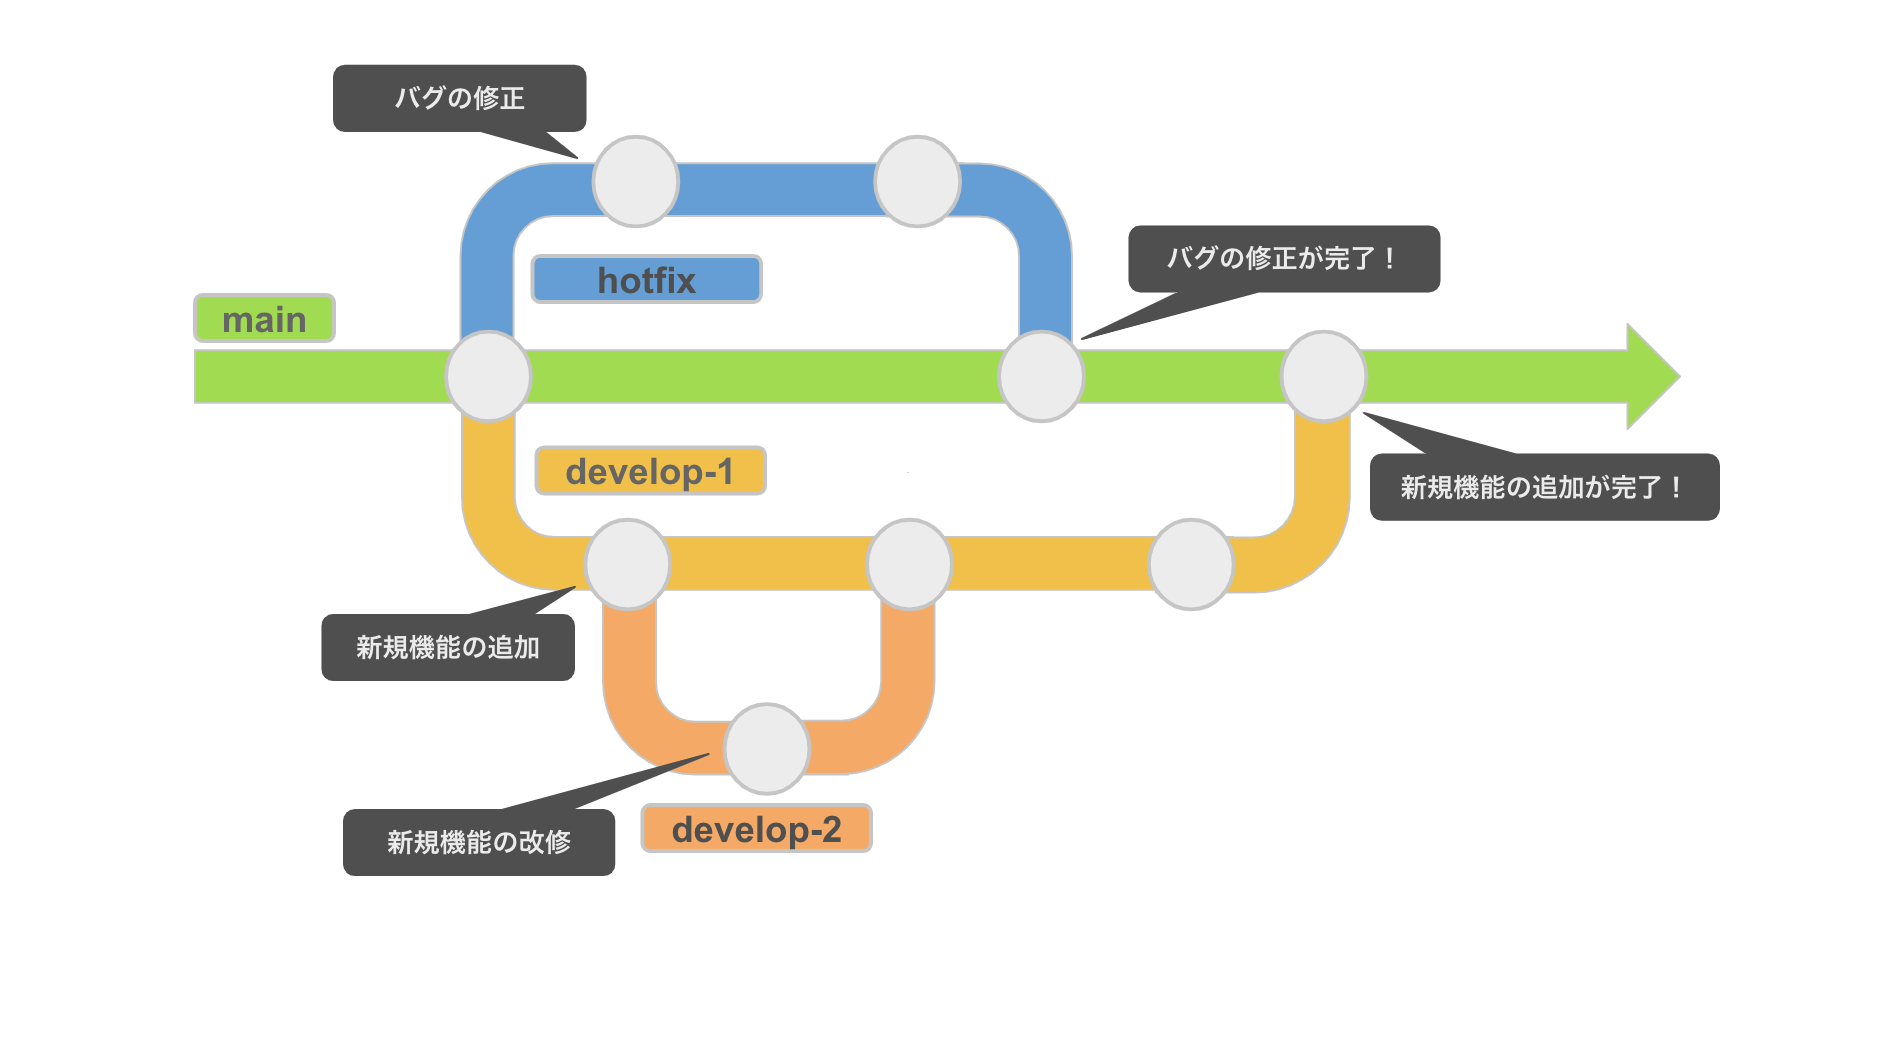 バグの修正
hotfix
バグの修正が完了！
main
develop-1
新規機能の追加が完了！
新規機能の追加
新規機能の改修
develop-2